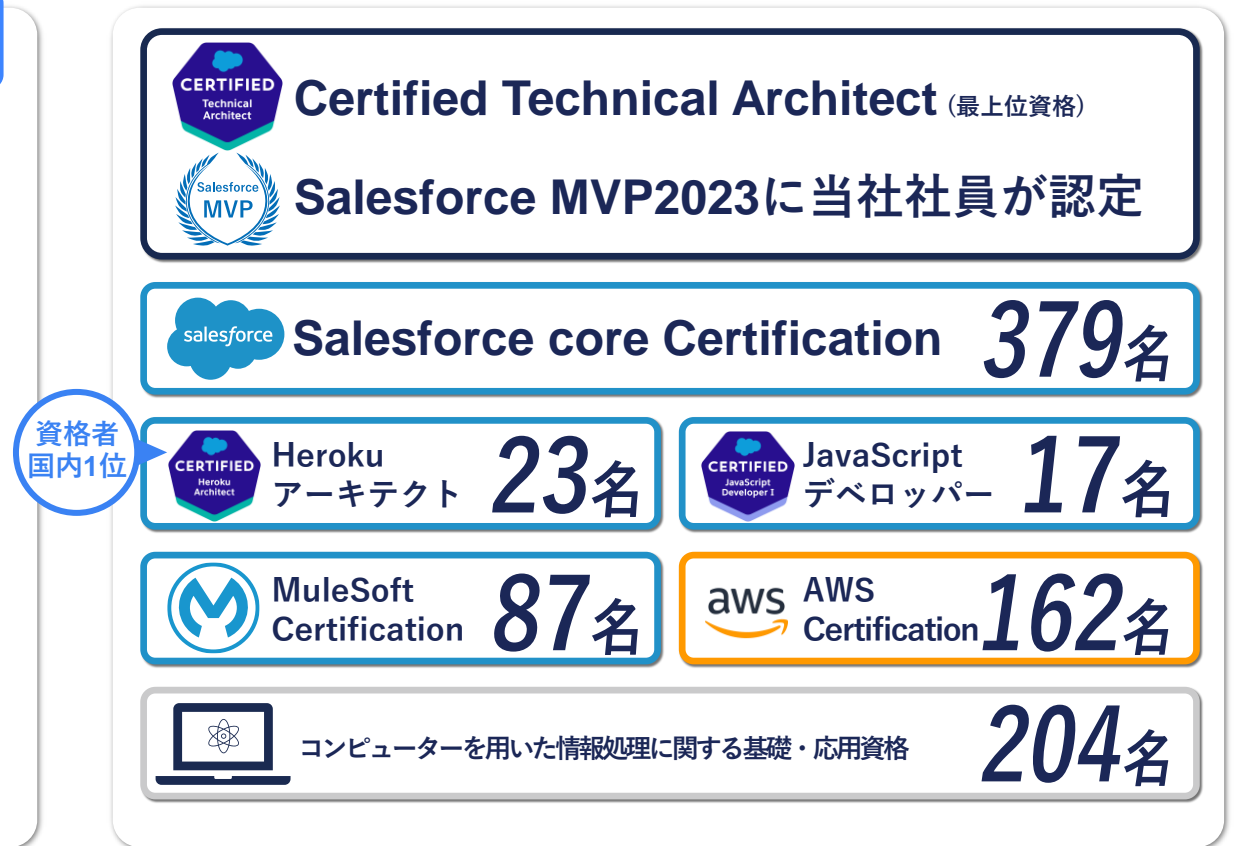 CERTIFIED
Technical
Architect
Certified Technical Architect (最上位資格)
Salesforce
MVP
Salesforce MVP2023に当社社員が認定
salesforce
Salesforce core Certification 379名
資格者
国内1位
CERTIFIED
Heroku
Architect
Heroku
アーキテクト
23名
CERTIFIED
JavaScript
Developer I
JavaScript
デベロッパー
17名
MuleSoft
Certification
87名
aws
AWS
Certification
162名
コンピューターを用いた情報処理に関する基礎・応用資格 204名